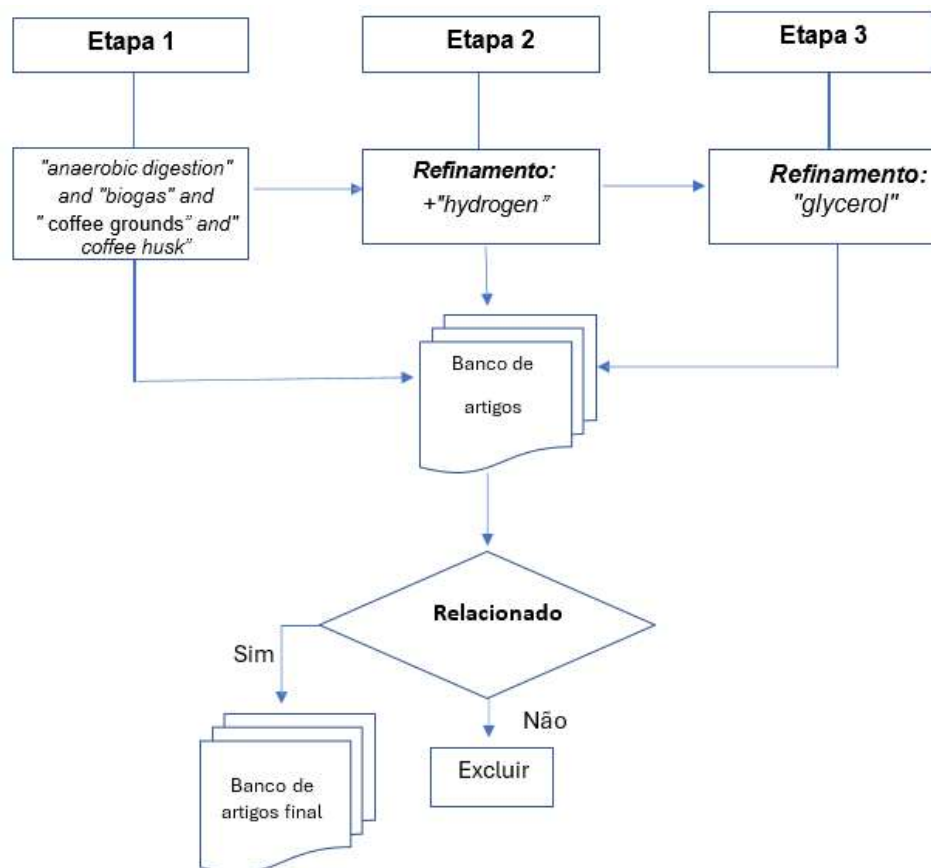 Etapa 1
Etapa 2
Etapa 3
"anaerobic digestion"
and "biogas" and
" coffee grounds” and"
coffee husk”
Refinamento:
+"hydrogen”
Refinamento:
"glycerol"
Banco de
artigos
Relacionado
Sim
Não
Banco de
artigos final
Excluir